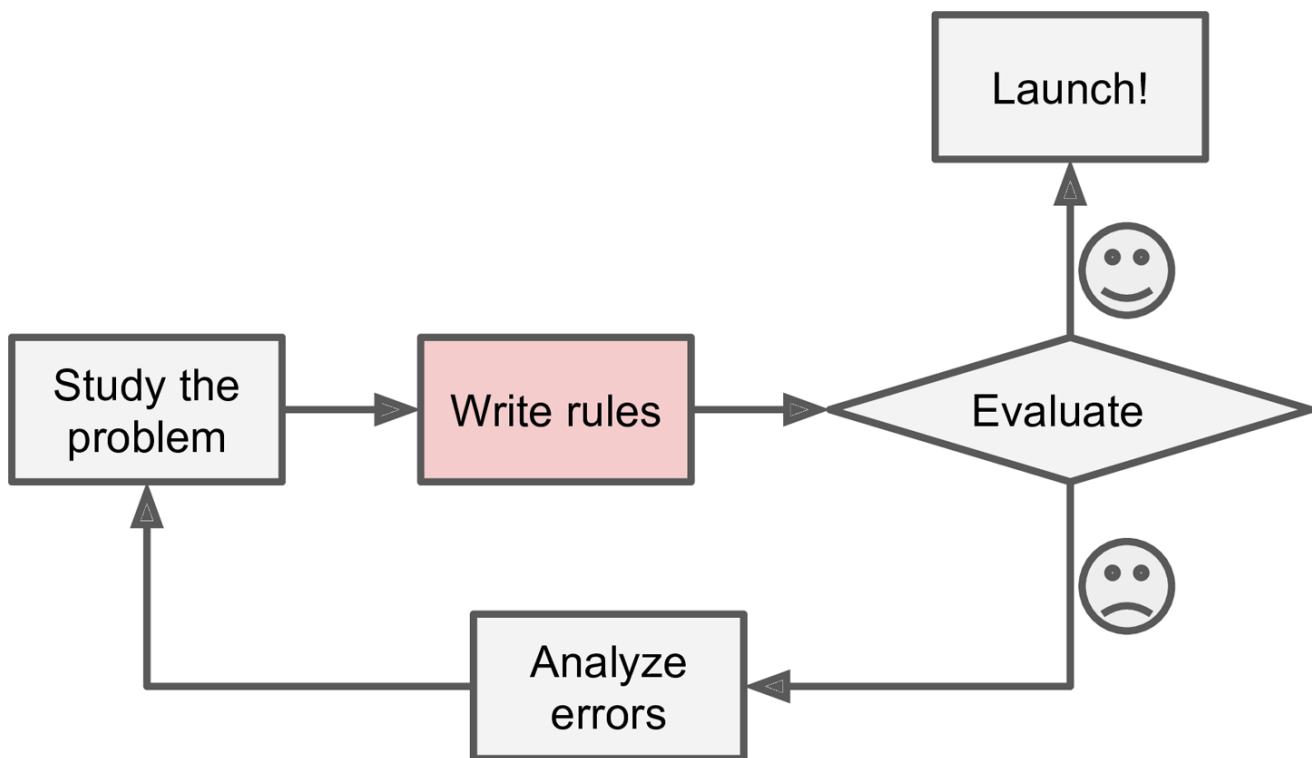 Launch!
Study the
problem
Write rules
Evaluate
Analyze
errors